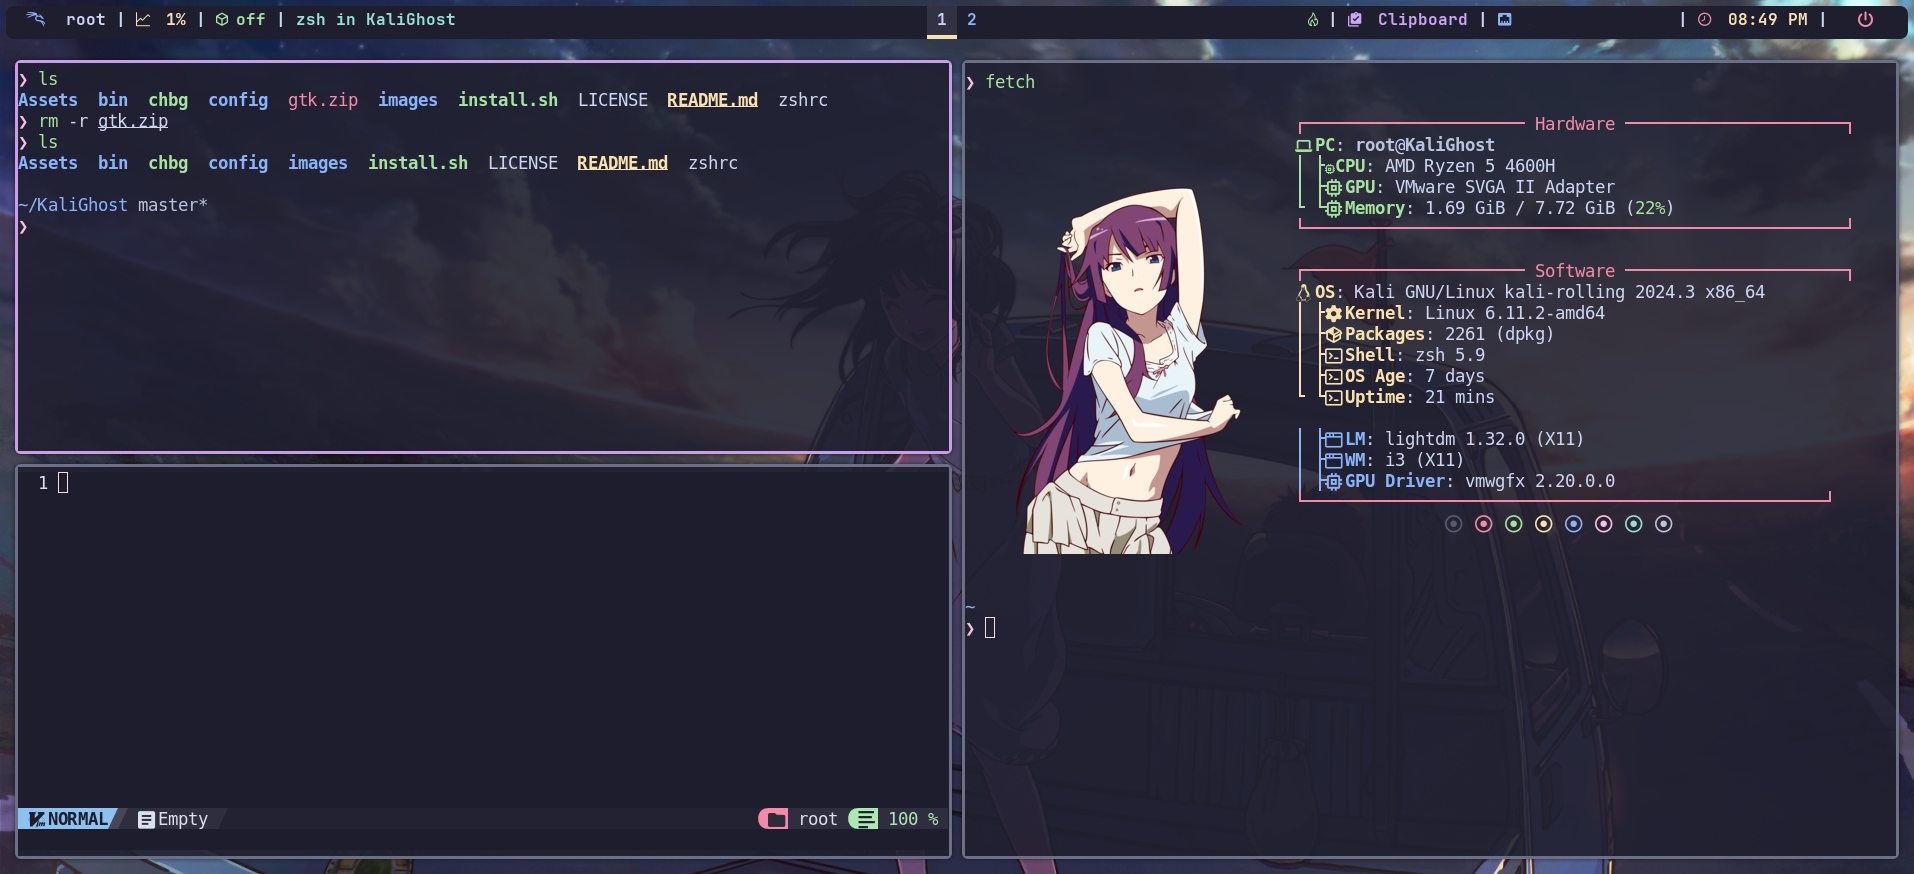 root | 1% | off | zsh in KaliGhost
1 2
| Clipboard |
| 08:49 PM |
❯ ls
Assets bin chbg config gtk.zip images install.sh LICENSE README.md zshrc
❯ rm -r gtk.zip
❯ ls
Assets bin chbg config images install.sh LICENSE README.md zshrc
~/KaliGhost master*
❯
1
NORMAL Empty root 100 %
❯ fetch
Hardware
PC: root@KaliGhost
CPU: AMD Ryzen 5 4600H
GPU: VMware SVGA II Adapter
Memory: 1.69 GiB / 7.72 GiB (22%)
Software
OS: Kali GNU/Linux kali-rolling 2024.3 x86_64
Kernel: Linux 6.11.2-amd64
Packages: 2261 (dpkg)
Shell: zsh 5.9
OS Age: 7 days
Uptime: 21 mins
LM: lightdm 1.32.0 (X11)
WM: i3 (X11)
GPU Driver: vmwgfx 2.20.0.0
~
❯